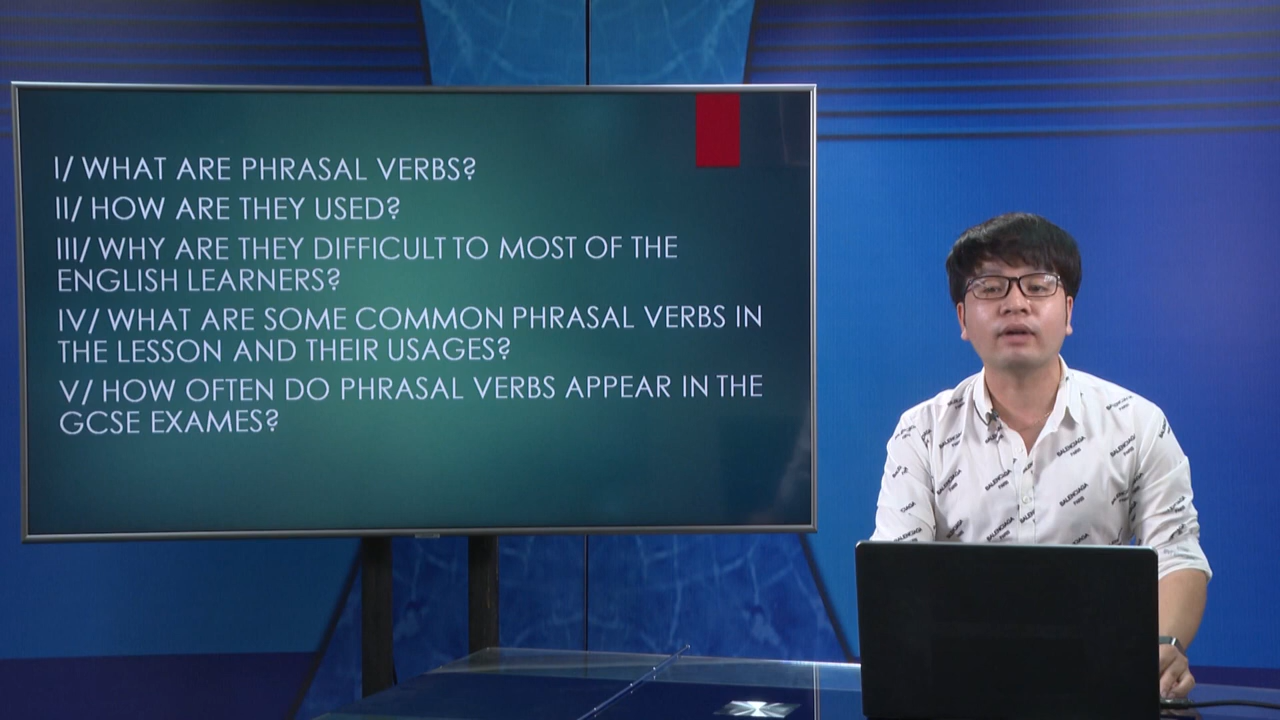 I/ WHAT ARE PHRASAL VERBS?
II/ HOW ARE THEY USED?
III/ WHY ARE THEY DIFFICULT TO MOST OF THE
ENGLISH LEARNERS?
IV/ WHAT ARE SOME COMMON PHRASAL VERBS IN
THE LESSON AND THEIR USAGES?
V/ HOW OFTEN DO PHRASAL VERBS APPEAR IN THE
GCSE EXAMES?
BALENCIAGA
PARIS